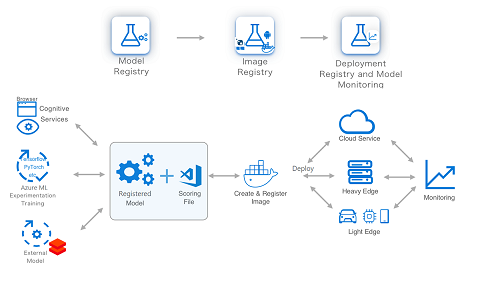 Model
Registry
Image
Registry
Deployment
Registry and Model
Monitoring
Browser
Cognitive
Services
Tensorflow
PyTorch
etc
Azure ML
Experimentation
Training
External
Model
Registered
Model
Scoring
File
Create & Register
Image
Deploy
Cloud Service
Heavy Edge
Light Edge
Monitoring